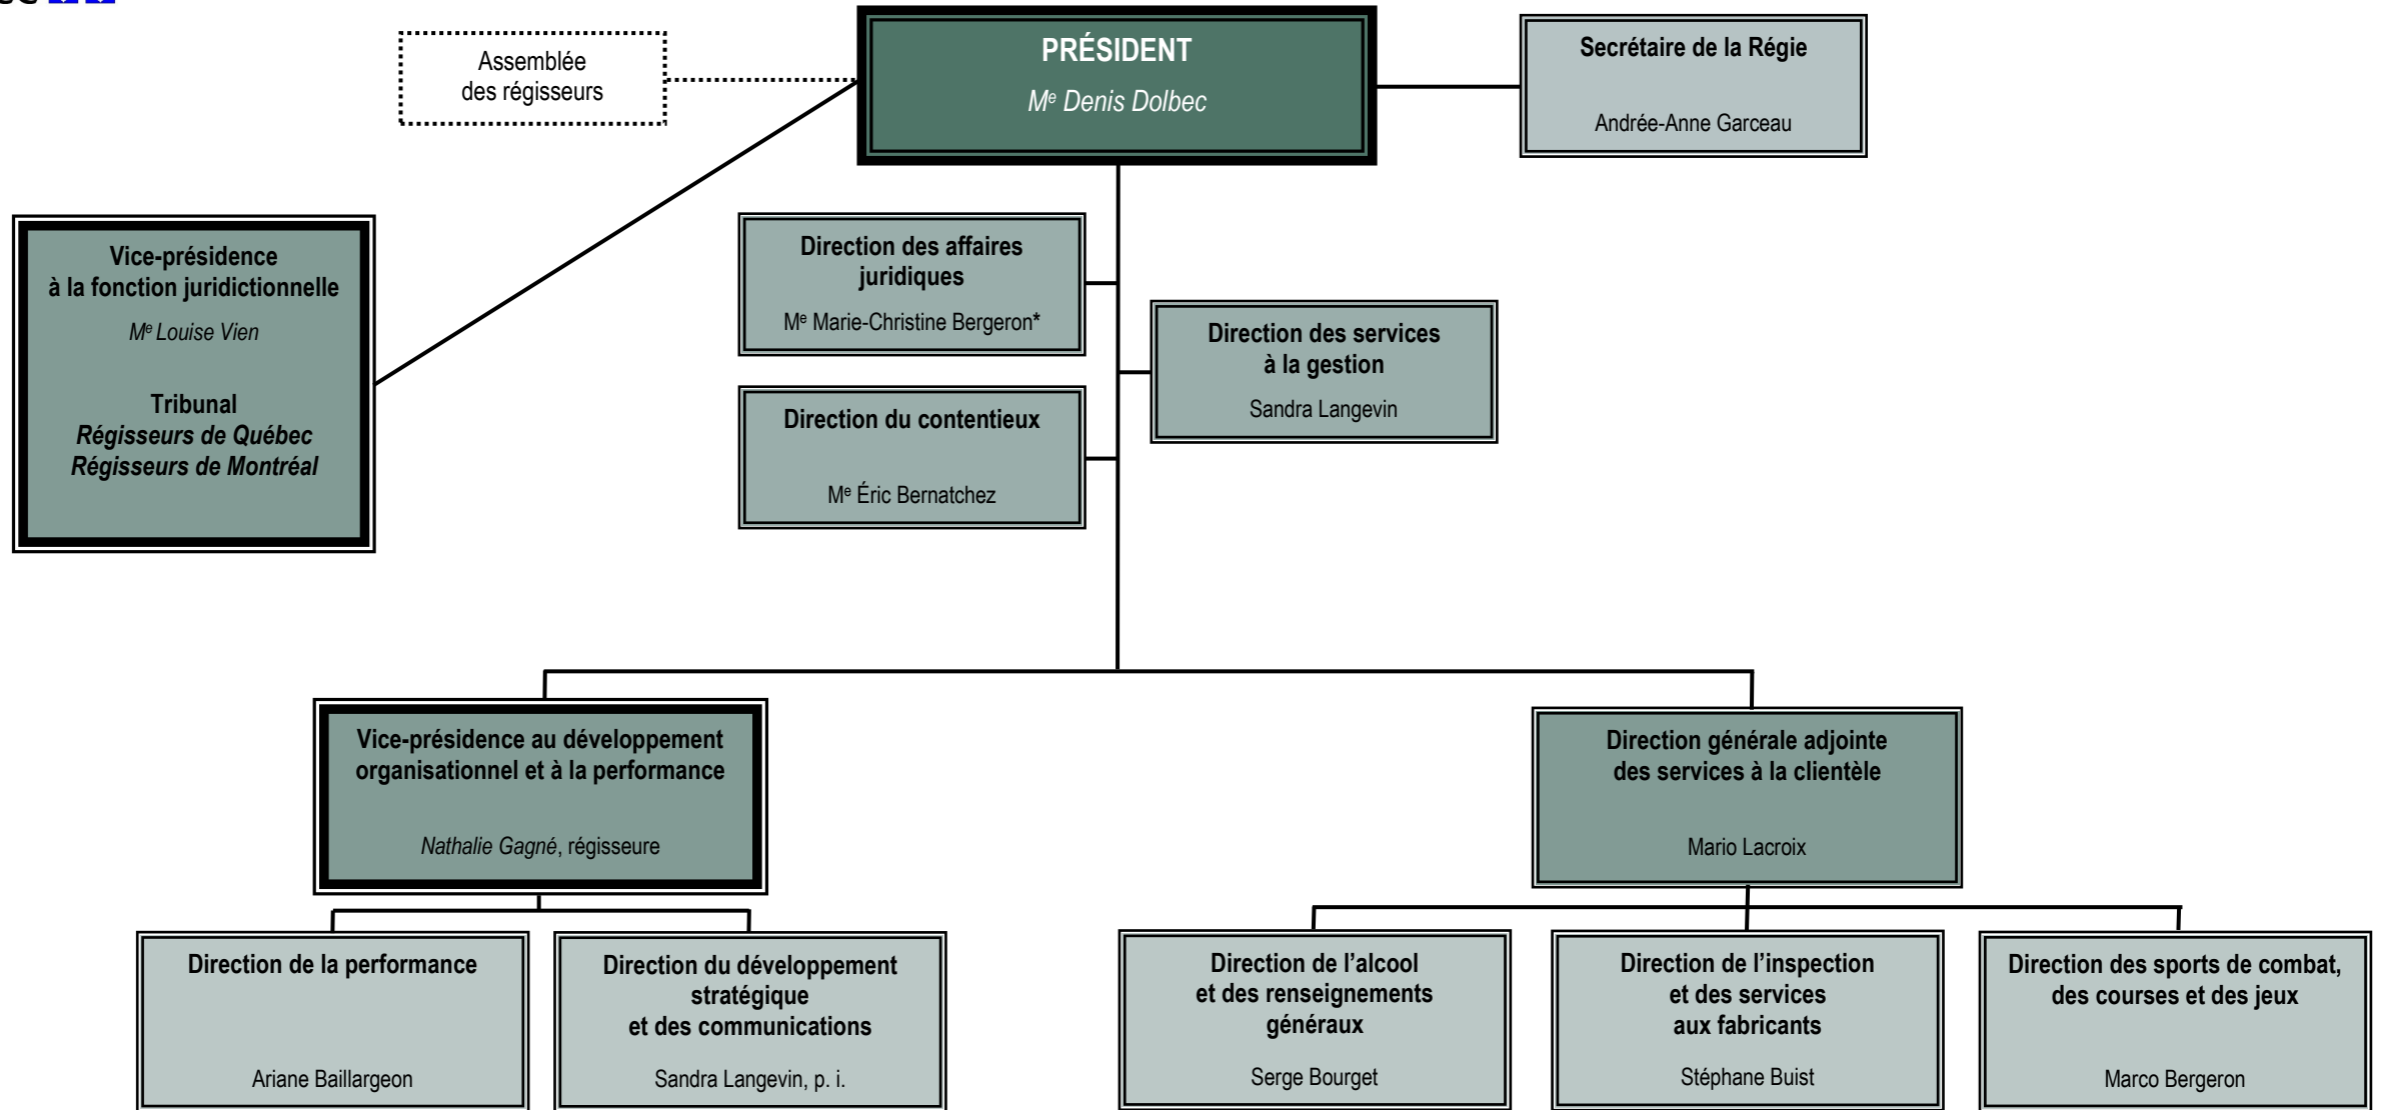 Assemblée
des régisseurs
PRÉSIDENT
Me Denis Dolbec
Secrétaire de la Régie
Andrée-Anne Garceau
Vice-présidence
à la fonction juridictionnelle
Me Louise Vien
Tribunal
Régisseurs de Québec
Régisseurs de Montréal
Direction des affaires
juridiques
Me Marie-Christine Bergeron*
Direction des services
à la gestion
Sandra Langevin
Direction du contentieux
Me Éric Bernatchez
Vice-présidence au développement
organisationnel et à la performance
Nathalie Gagné, régisseure
Direction générale adjointe
des services à la clientèle
Mario Lacroix
Direction de la performance
Ariane Baillargeon
Direction du développement
stratégique
et des communications
Sandra Langevin, p. i.
Direction de l’alcool
et des renseignements
généraux
Serge Bourget
Direction de l’inspection
et des services
aux fabricants
Stéphane Buist
Direction des sports de combat,
des courses et des jeux
Marco Bergeron